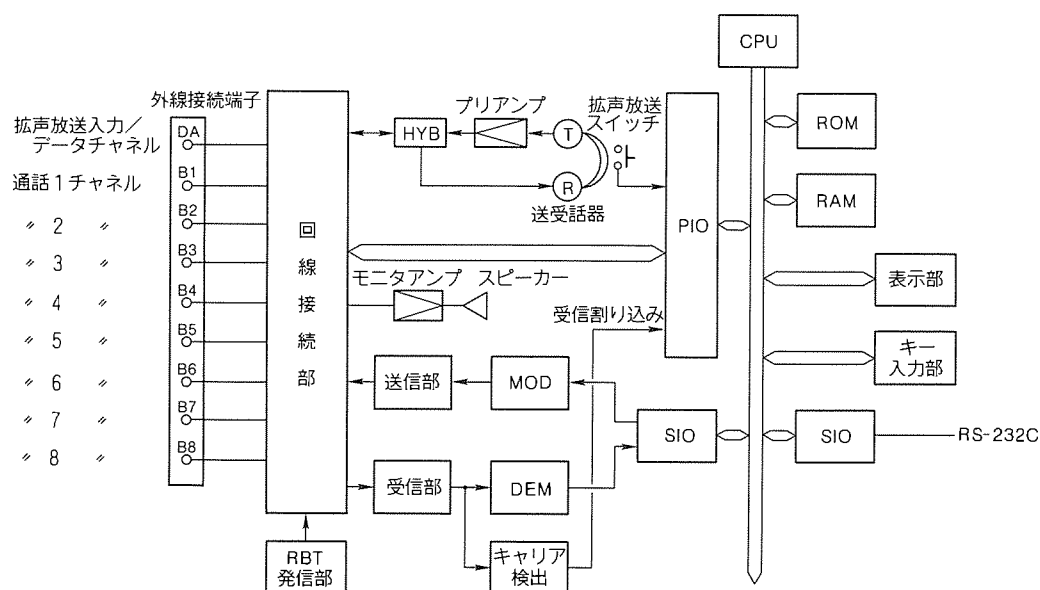 CPU
外線接続端子
拡声放送入力／
データチャネル
DA
通話1チャネル
B1
〃 2 〃
B2
〃 3 〃
B3
〃 4 〃
B4
〃 5 〃
B5
〃 6 〃
B6
〃 7 〃
B7
〃 8 〃
B8
回線接続部
HYB
プリアンプ
T
R
送受話器
拡声放送
スイッチ
PIO
ROM
RAM
表示部
キー
入力部
モニタアンプ
スピーカー
受信割り込み
送信部
MOD
SIO
SIO
RS-232C
受信部
DEM
RBT
発信部
キャリア
検出